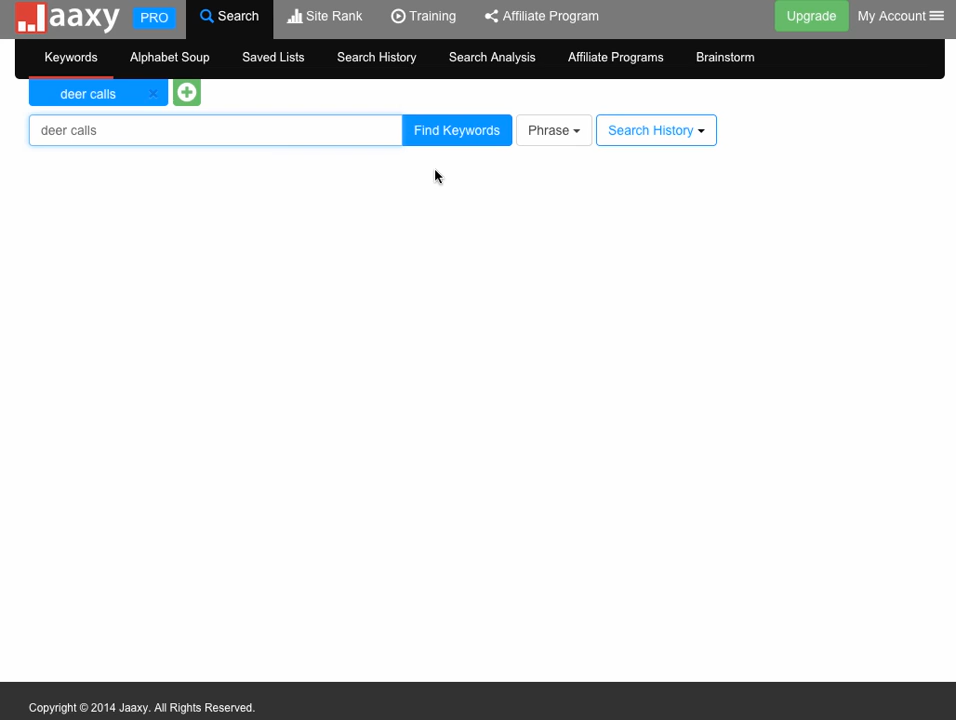 Jaaxy PRO Search Site Rank Training Affiliate Program Upgrade My Account
Keywords Alphabet Soup Saved Lists Search History Search Analysis Affiliate Programs Brainstorm
deer calls ×
deer calls Find Keywords Phrase Search History
Copyright © 2014 Jaaxy. All Rights Reserved.